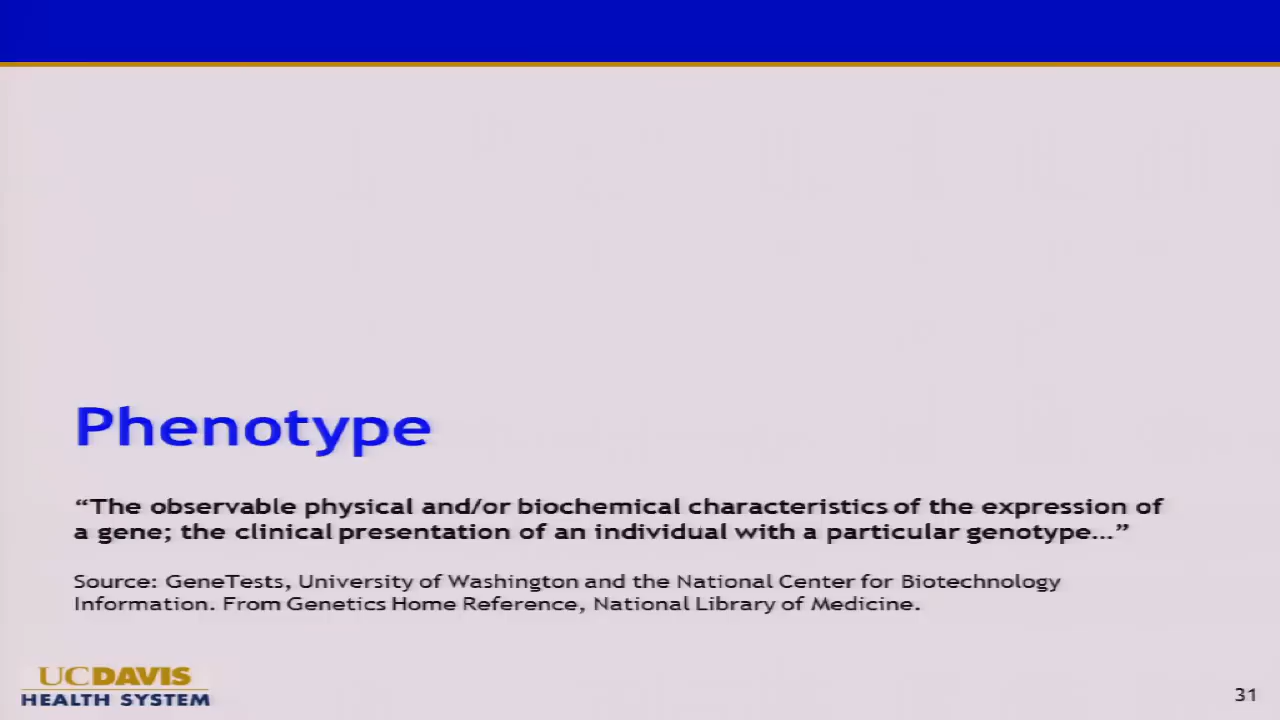 Phenotype
“The observable physical and/or biochemical characteristics of the expression of
a gene; the clinical presentation of an individual with a particular genotype...”
Source: GeneTests, University of Washington and the National Center for Biotechnology
Information. From Genetics Home Reference, National Library of Medicine.
UCDAVIS
HEALTH SYSTEM
31